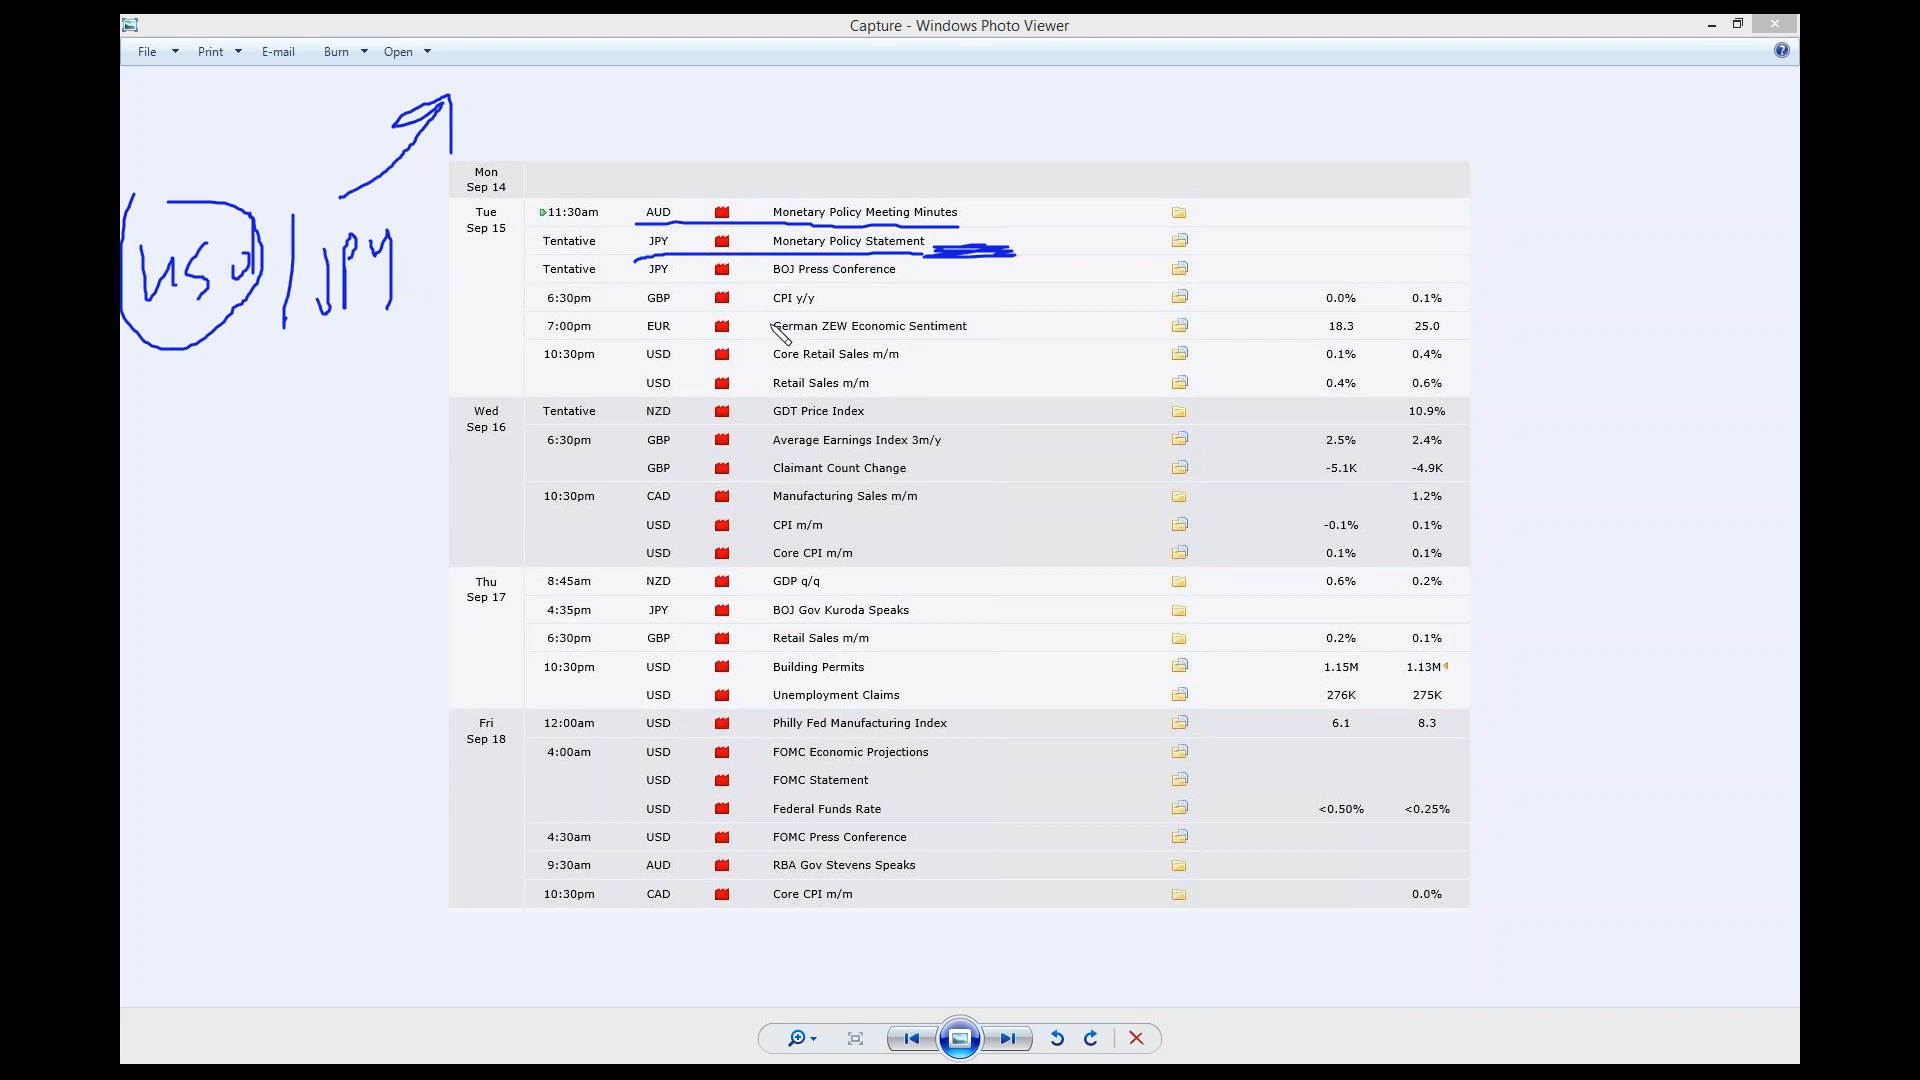 Capture - Windows Photo Viewer
File Print E-mail Burn Open
USD/JPY
Mon
Sep 14
Tue 11:30am AUD Monetary Policy Meeting Minutes
Sep 15
Tentative JPY Monetary Policy Statement
Tentative JPY BOJ Press Conference
6:30pm GBP CPI y/y 0.0% 0.1%
7:00pm EUR German ZEW Economic Sentiment 18.3 25.0
10:30pm USD Core Retail Sales m/m 0.1% 0.4%
USD Retail Sales m/m 0.4% 0.6%
Wed Tentative NZD GDT Price Index 10.9%
Sep 16
6:30pm GBP Average Earnings Index 3m/y 2.5% 2.4%
GBP Claimant Count Change -5.1K -4.9K
10:30pm CAD Manufacturing Sales m/m 1.2%
USD CPI m/m -0.1% 0.1%
USD Core CPI m/m 0.1% 0.1%
Thu 8:45am NZD GDP q/q 0.6% 0.2%
Sep 17
4:35pm JPY BOJ Gov Kuroda Speaks
6:30pm GBP Retail Sales m/m 0.2% 0.1%
10:30pm USD Building Permits 1.15M 1.13M
USD Unemployment Claims 276K 275K
Fri 12:00am USD Philly Fed Manufacturing Index 6.1 8.3
Sep 18
4:00am USD FOMC Economic Projections
USD FOMC Statement
USD Federal Funds Rate <0.50% <0.25%
4:30am USD FOMC Press Conference
9:30am AUD RBA Gov Stevens Speaks
10:30pm CAD Core CPI m/m 0.0%